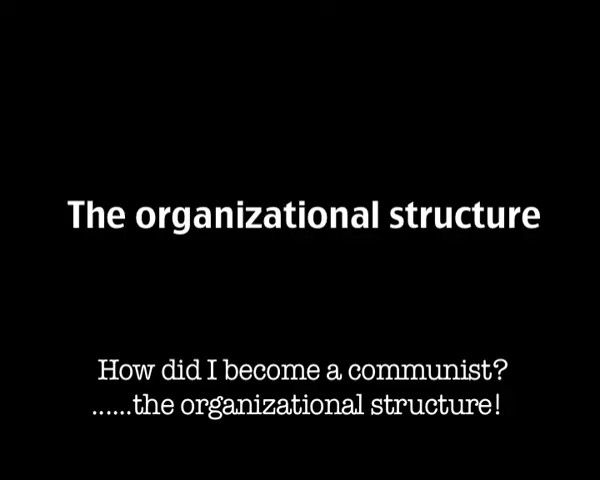 The organizational structure
How did I become a communist?
......the organizational structure!